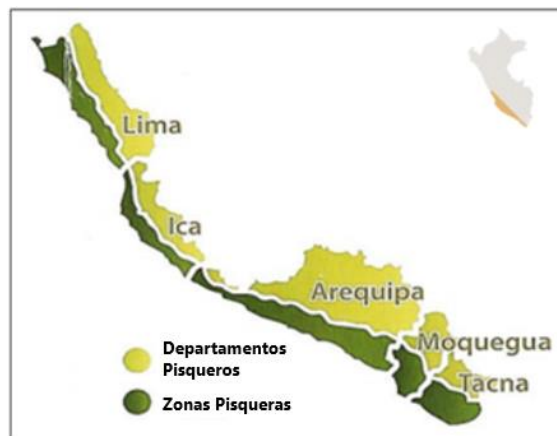 Lima
Ica
Arequipa
Moquegua
Tacna
Departamentos
Pisqueros
Zonas Pisqueras